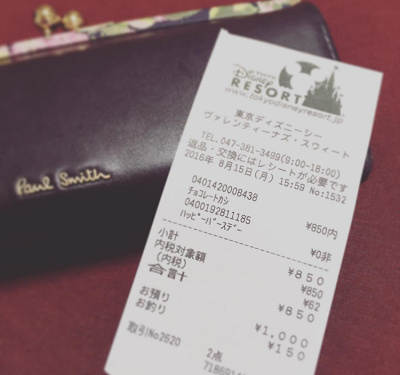 Paul Smith
TOKYO
Disney
RESORT
www.tokyodisneyresort.jp
東京ディズニーシー
ヴァレンティーナズ・スウィート
TEL.047-381-3499(9:00-18:00)
返品・交換にはレシートが必要です
2016年 8月15日(月) 15:59 No:1532
0401420008438
チョコレートカシ ¥850内
0400192811185
ハッピーバースデー ¥0非
小計 ¥850
内税対象額 ¥850
(内税) ¥62
合計 ¥850
お預り ¥1,000
お釣り ¥150
取引No2620 2点